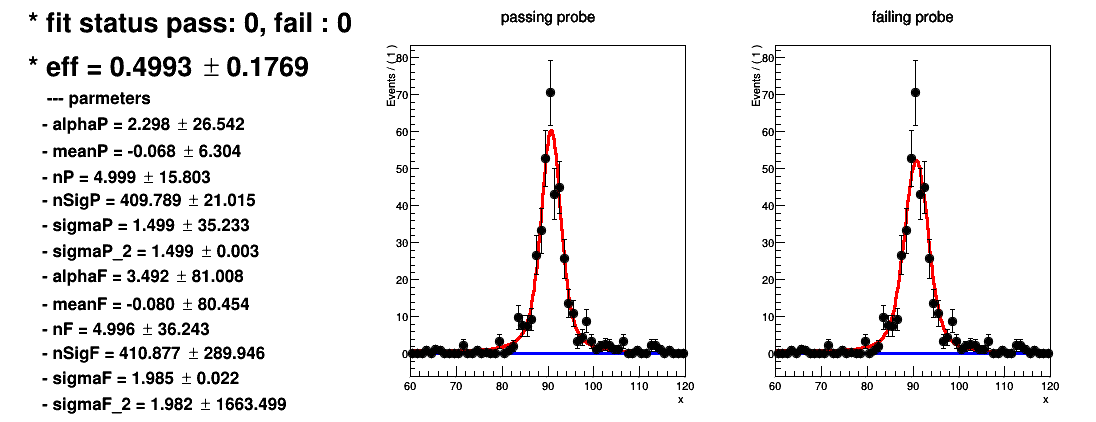 * fit status pass: 0, fail : 0
* eff = 0.4993 ± 0.1769
--- parmeters
- alphaP = 2.298 ± 26.542
- meanP = -0.068 ± 6.304
- nP = 4.999 ± 15.803
- nSigP = 409.789 ± 21.015
- sigmaP = 1.499 ± 35.233
- sigmaP_2 = 1.499 ± 0.003
- alphaF = 3.492 ± 81.008
- meanF = -0.080 ± 80.454
- nF = 4.996 ± 36.243
- nSigF = 410.877 ± 289.946
- sigmaF = 1.985 ± 0.022
- sigmaF_2 = 1.982 ± 1663.499
passing probe
Events / ( 1 )
80
70
60
50
40
30
20
10
0
60 70 80 90 100 110 120
x
failing probe
Events / ( 1 )
80
70
60
50
40
30
20
10
0
60 70 80 90 100 110 120
x